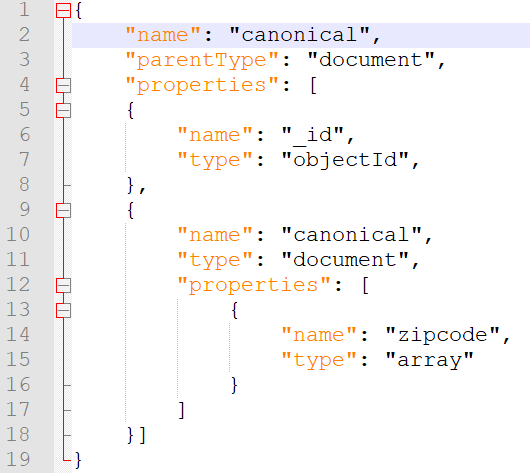 1 {
2     "name": "canonical",
3     "parentType": "document",
4     "properties": [
5     {
6         "name": "_id",
7         "type": "objectId",
8     },
9     {
10         "name": "canonical",
11         "type": "document",
12         "properties": [
13             {
14                 "name": "zipcode",
15                 "type": "array"
16             }
17         ]
18     }]
19 }